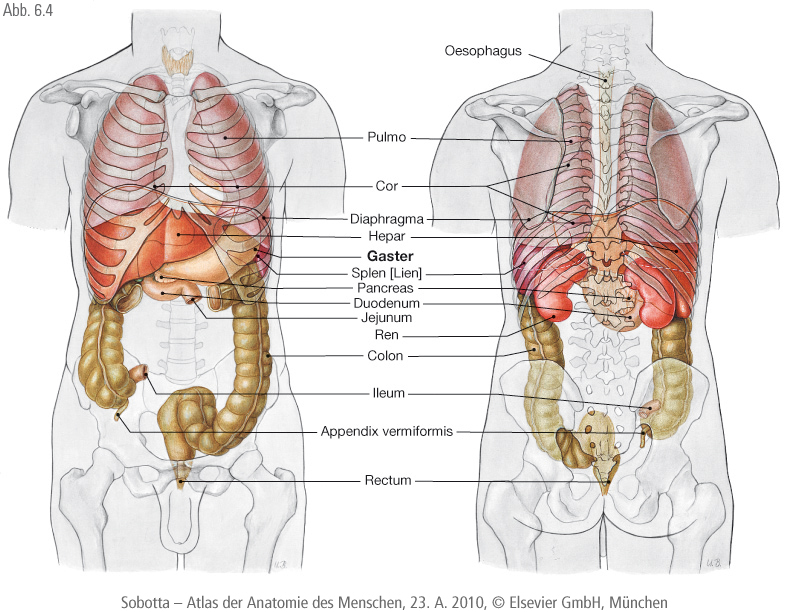 Abb. 6.4
Oesophagus
Pulmo
Cor
Diaphragma
Hepar
Gaster
Splen [Lien]
Pancreas
Duodenum
Jejunum
Ren
Colon
Ileum
Appendix vermiformis
Rectum
U.B.
U.B.
Sobotta – Atlas der Anatomie des Menschen, 23. A. 2010, © Elsevier GmbH, München